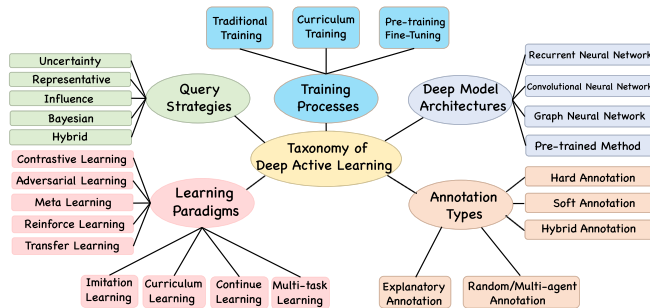 Traditional
Training
Curriculum
Training
Pre-training
Fine-Tuning
Uncertainty
Representative
Influence
Bayesian
Hybrid
Query
Strategies
Training
Processes
Deep Model
Architectures
Recurrent Neural Network
Convolutional Neural Network
Graph Neural Network
Pre-trained Method
Taxonomy of
Deep Active Learning
Contrastive Learning
Adversarial Learning
Meta Learning
Reinforce Learning
Transfer Learning
Learning
Paradigms
Annotation
Types
Hard Annotation
Soft Annotation
Hybrid Annotation
Imitation
Learning
Curriculum
Learning
Continue
Learning
Multi-task
Learning
Explanatory
Annotation
Random/Multi-agent
Annotation